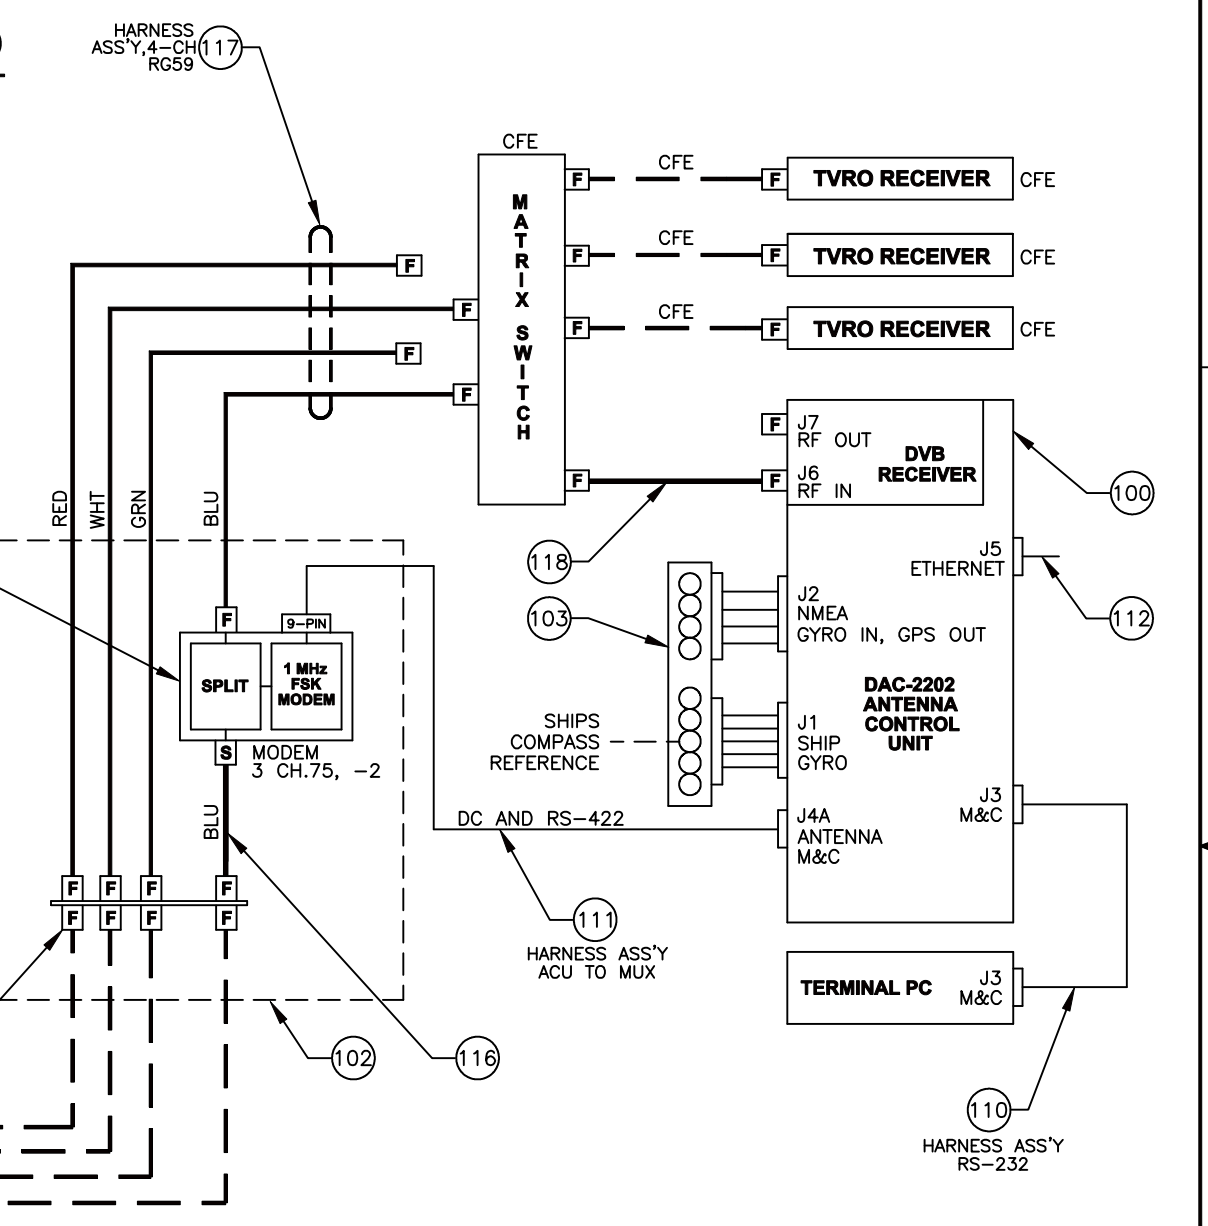 HARNESS
ASS'Y,4-CH
RG59
117
CFE
MATRIX SWITCH
F
CFE
F
TVRO RECEIVER
CFE
F
CFE
F
TVRO RECEIVER
CFE
F
CFE
F
TVRO RECEIVER
CFE
F
F
F
F
F
F
F
J7
RF OUT
J6
RF IN
DVB
RECEIVER
100
118
RED
WHT
GRN
BLU
J5
ETHERNET
112
103
J2
NMEA
GYRO IN, GPS OUT
DAC-2202
ANTENNA
CONTROL
UNIT
F
9-PIN
SPLIT
1 MHz
FSK
MODEM
S
MODEM
3 CH.75, -2
SHIPS
COMPASS
REFERENCE
J1
SHIP
GYRO
J3
M&C
BLU
DC AND RS-422
J4A
ANTENNA
M&C
F
F
F
F
F
F
F
F
111
HARNESS ASS'Y
ACU TO MUX
TERMINAL PC
J3
M&C
102
116
110
HARNESS ASS'Y
RS-232